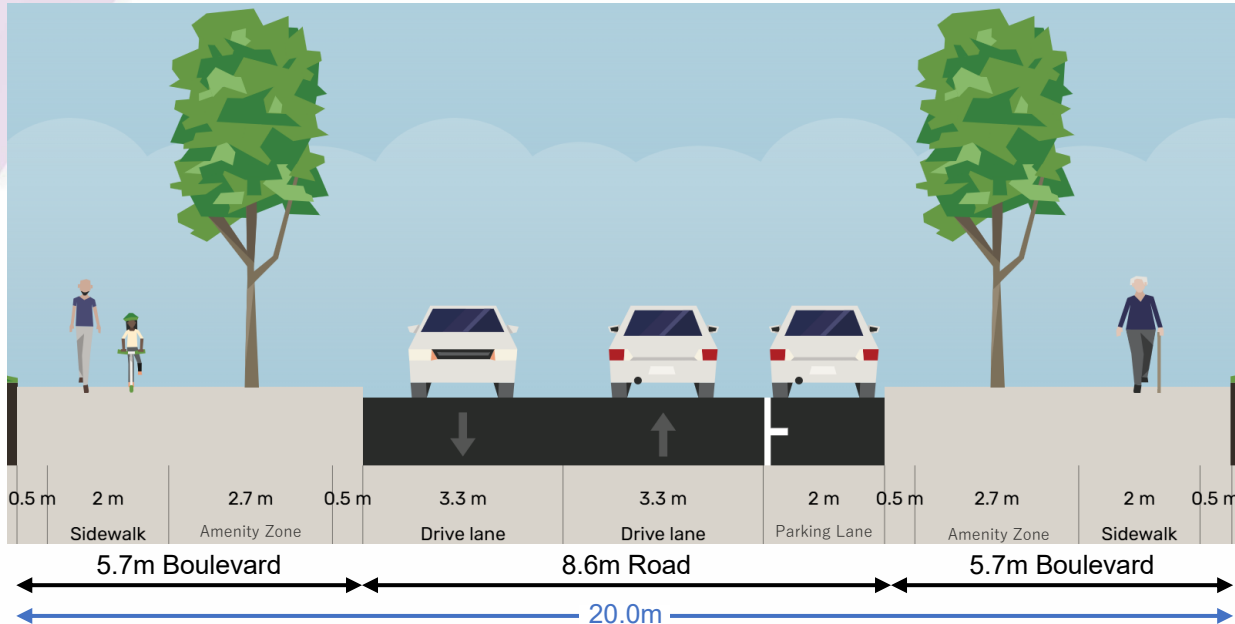 0.5 m 2 m 2.7 m 0.5 m 3.3 m 3.3 m 2 m 0.5 m 2.7 m 2 m 0.5 m
Sidewalk Amenity Zone Drive lane Drive lane Parking Lane Amenity Zone Sidewalk
5.7m Boulevard 8.6m Road 5.7m Boulevard
20.0m